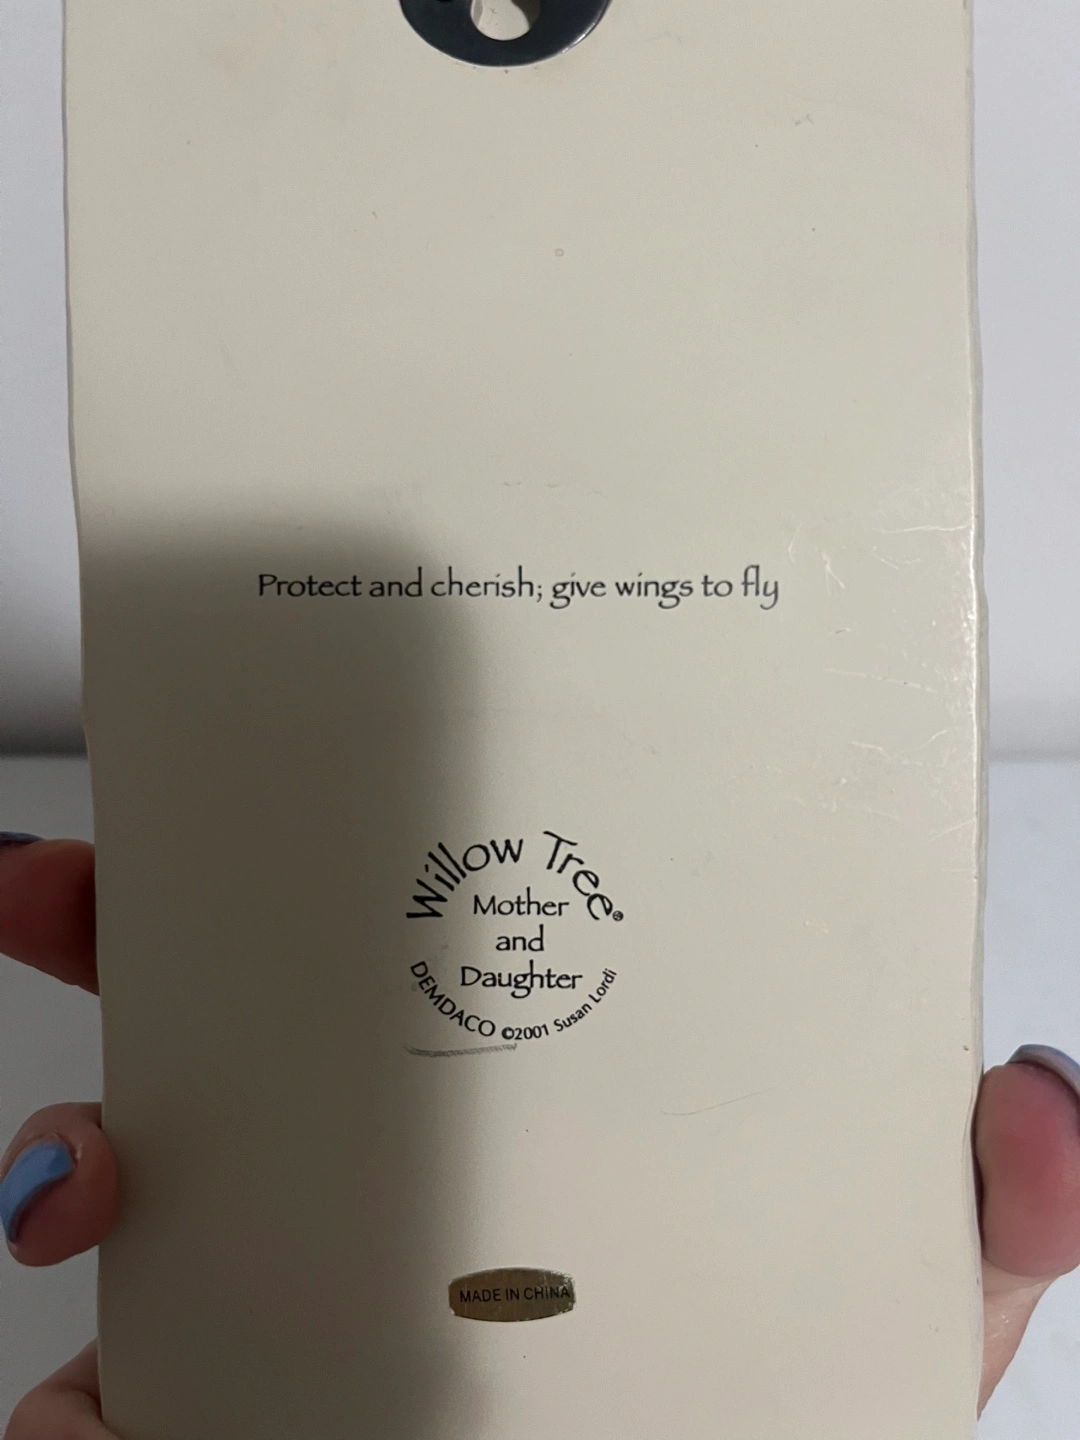 Protect and cherish; give wings to fly
Willow Tree®
Mother
and
Daughter
DEMDACO ©2001 Susan Lordi
MADE IN CHINA